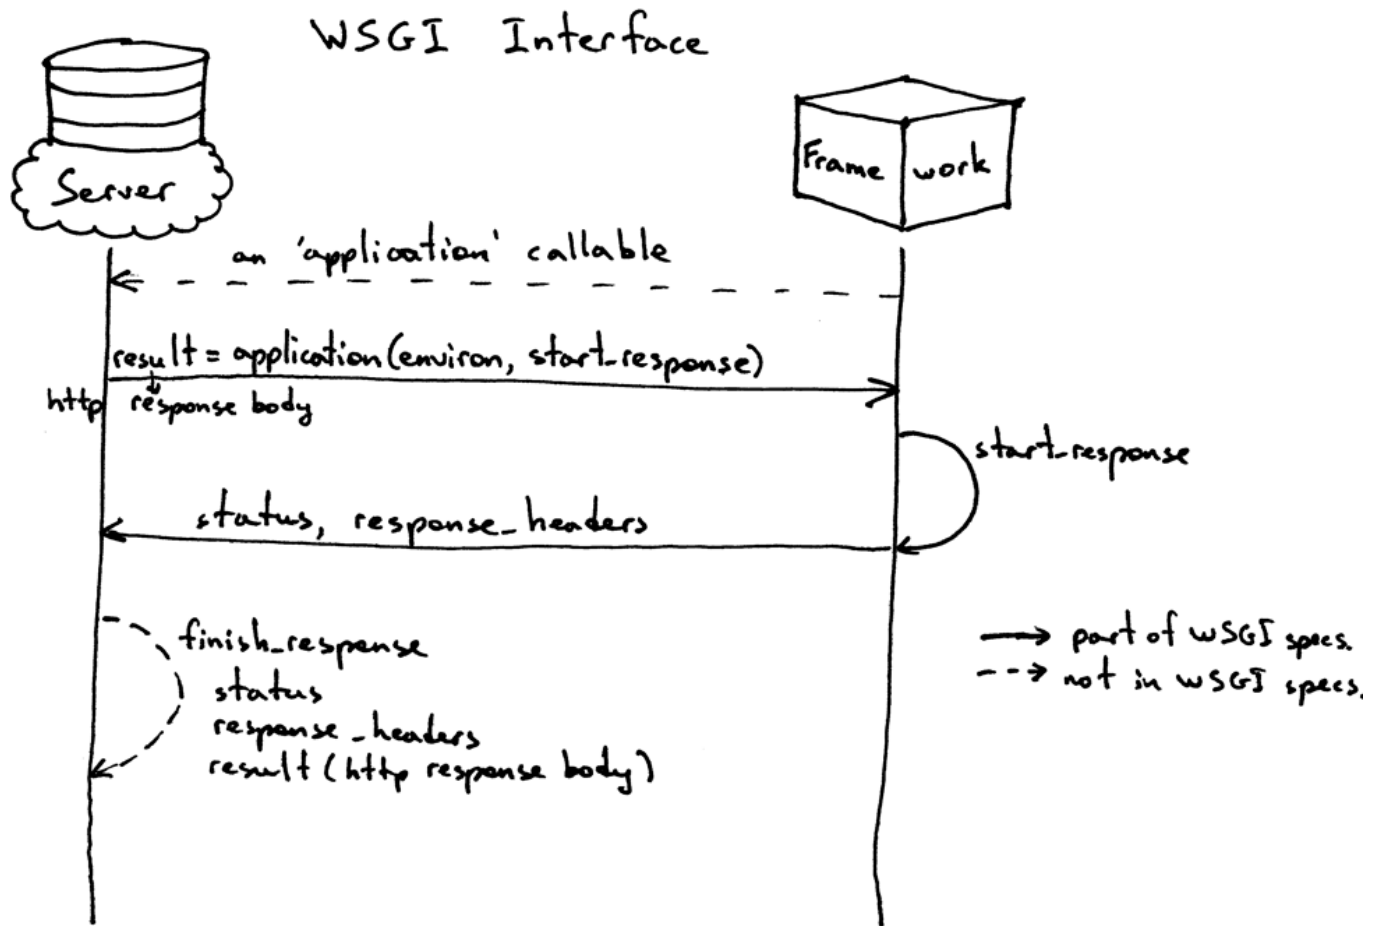 WSGI Interface
Server
Frame work
an 'application' callable
result = application(environ, start_response)
http response body
start_response
status, response_headers
finish_response
status
response_headers
result (http response body)
part of WSGI specs.
not in WSGI specs.